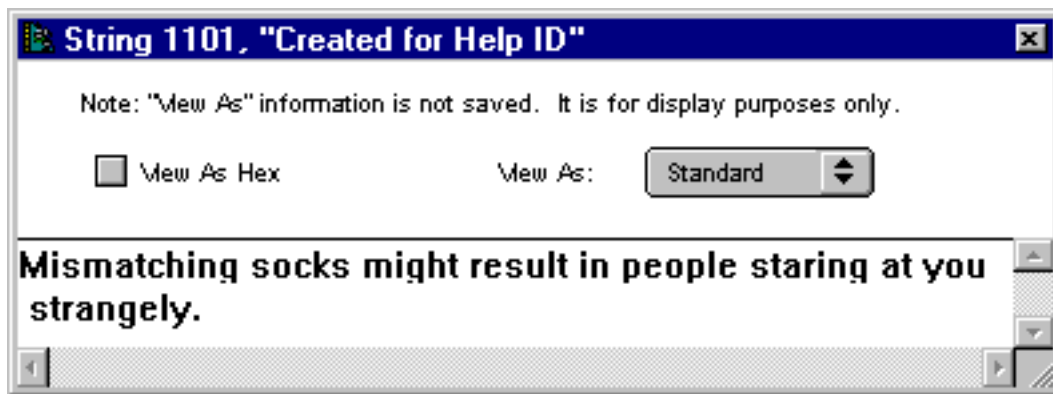 String 1101, "Created for Help ID"
Note: "View As" information is not saved. It is for display purposes only.
View As Hex
View As:
Standard
Mismatching socks might result in people staring at you
strangely.